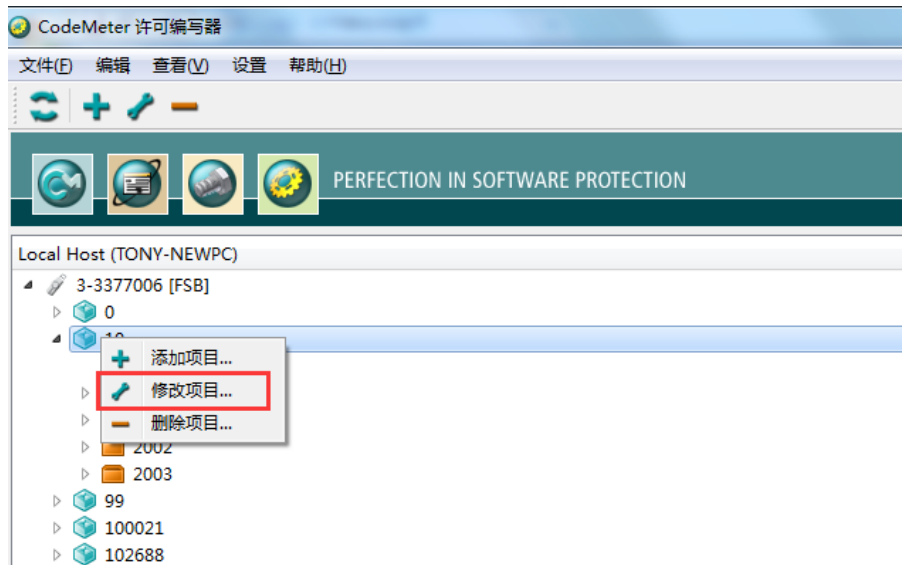 CodeMeter 许可编写器
文件(F) 编辑 查看(V) 设置 帮助(H)
PERFECTION IN SOFTWARE PROTECTION
Local Host (TONY-NEWPC)
3-3377006 [FSB]
0
10
添加项目...
修改项目...
删除项目...
2002
2003
99
100021
102688